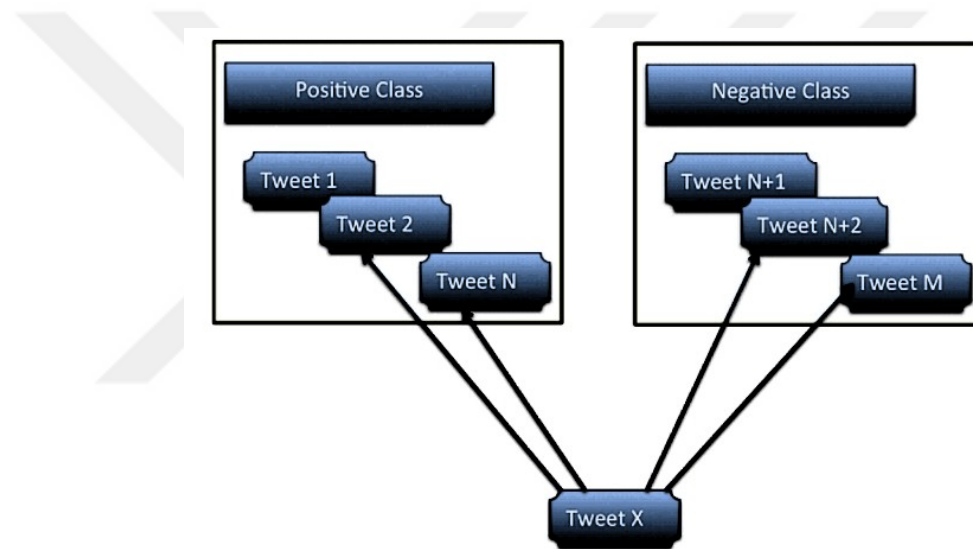 Positive Class
Tweet 1
Tweet 2
Tweet N
Negative Class
Tweet N+1
Tweet N+2
Tweet M
Tweet X